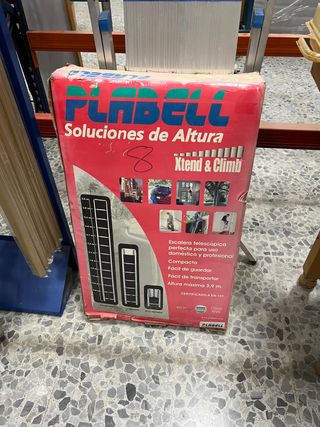 PLABELL
Soluciones de Altura
8
Xtend & Climb
Escalera telescópica
perfecta para uso
doméstico y profesional
Compacta
Fácil de guardar
Fácil de transportar
Altura máxima 3,9 m.
PLABELL